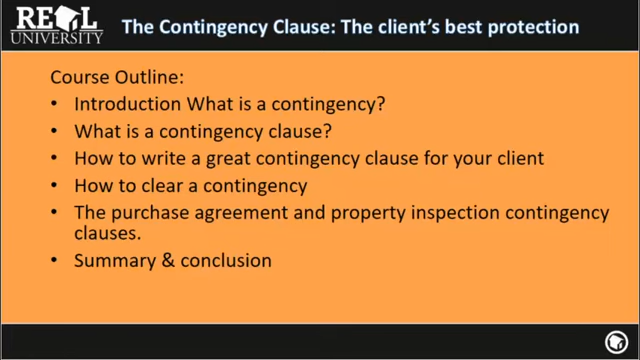 REAL
UNIVERSITY
The Contingency Clause: The client's best protection
Course Outline:
• Introduction What is a contingency?
• What is a contingency clause?
• How to write a great contingency clause for your client
• How to clear a contingency
• The purchase agreement and property inspection contingency
clauses.
• Summary & conclusion